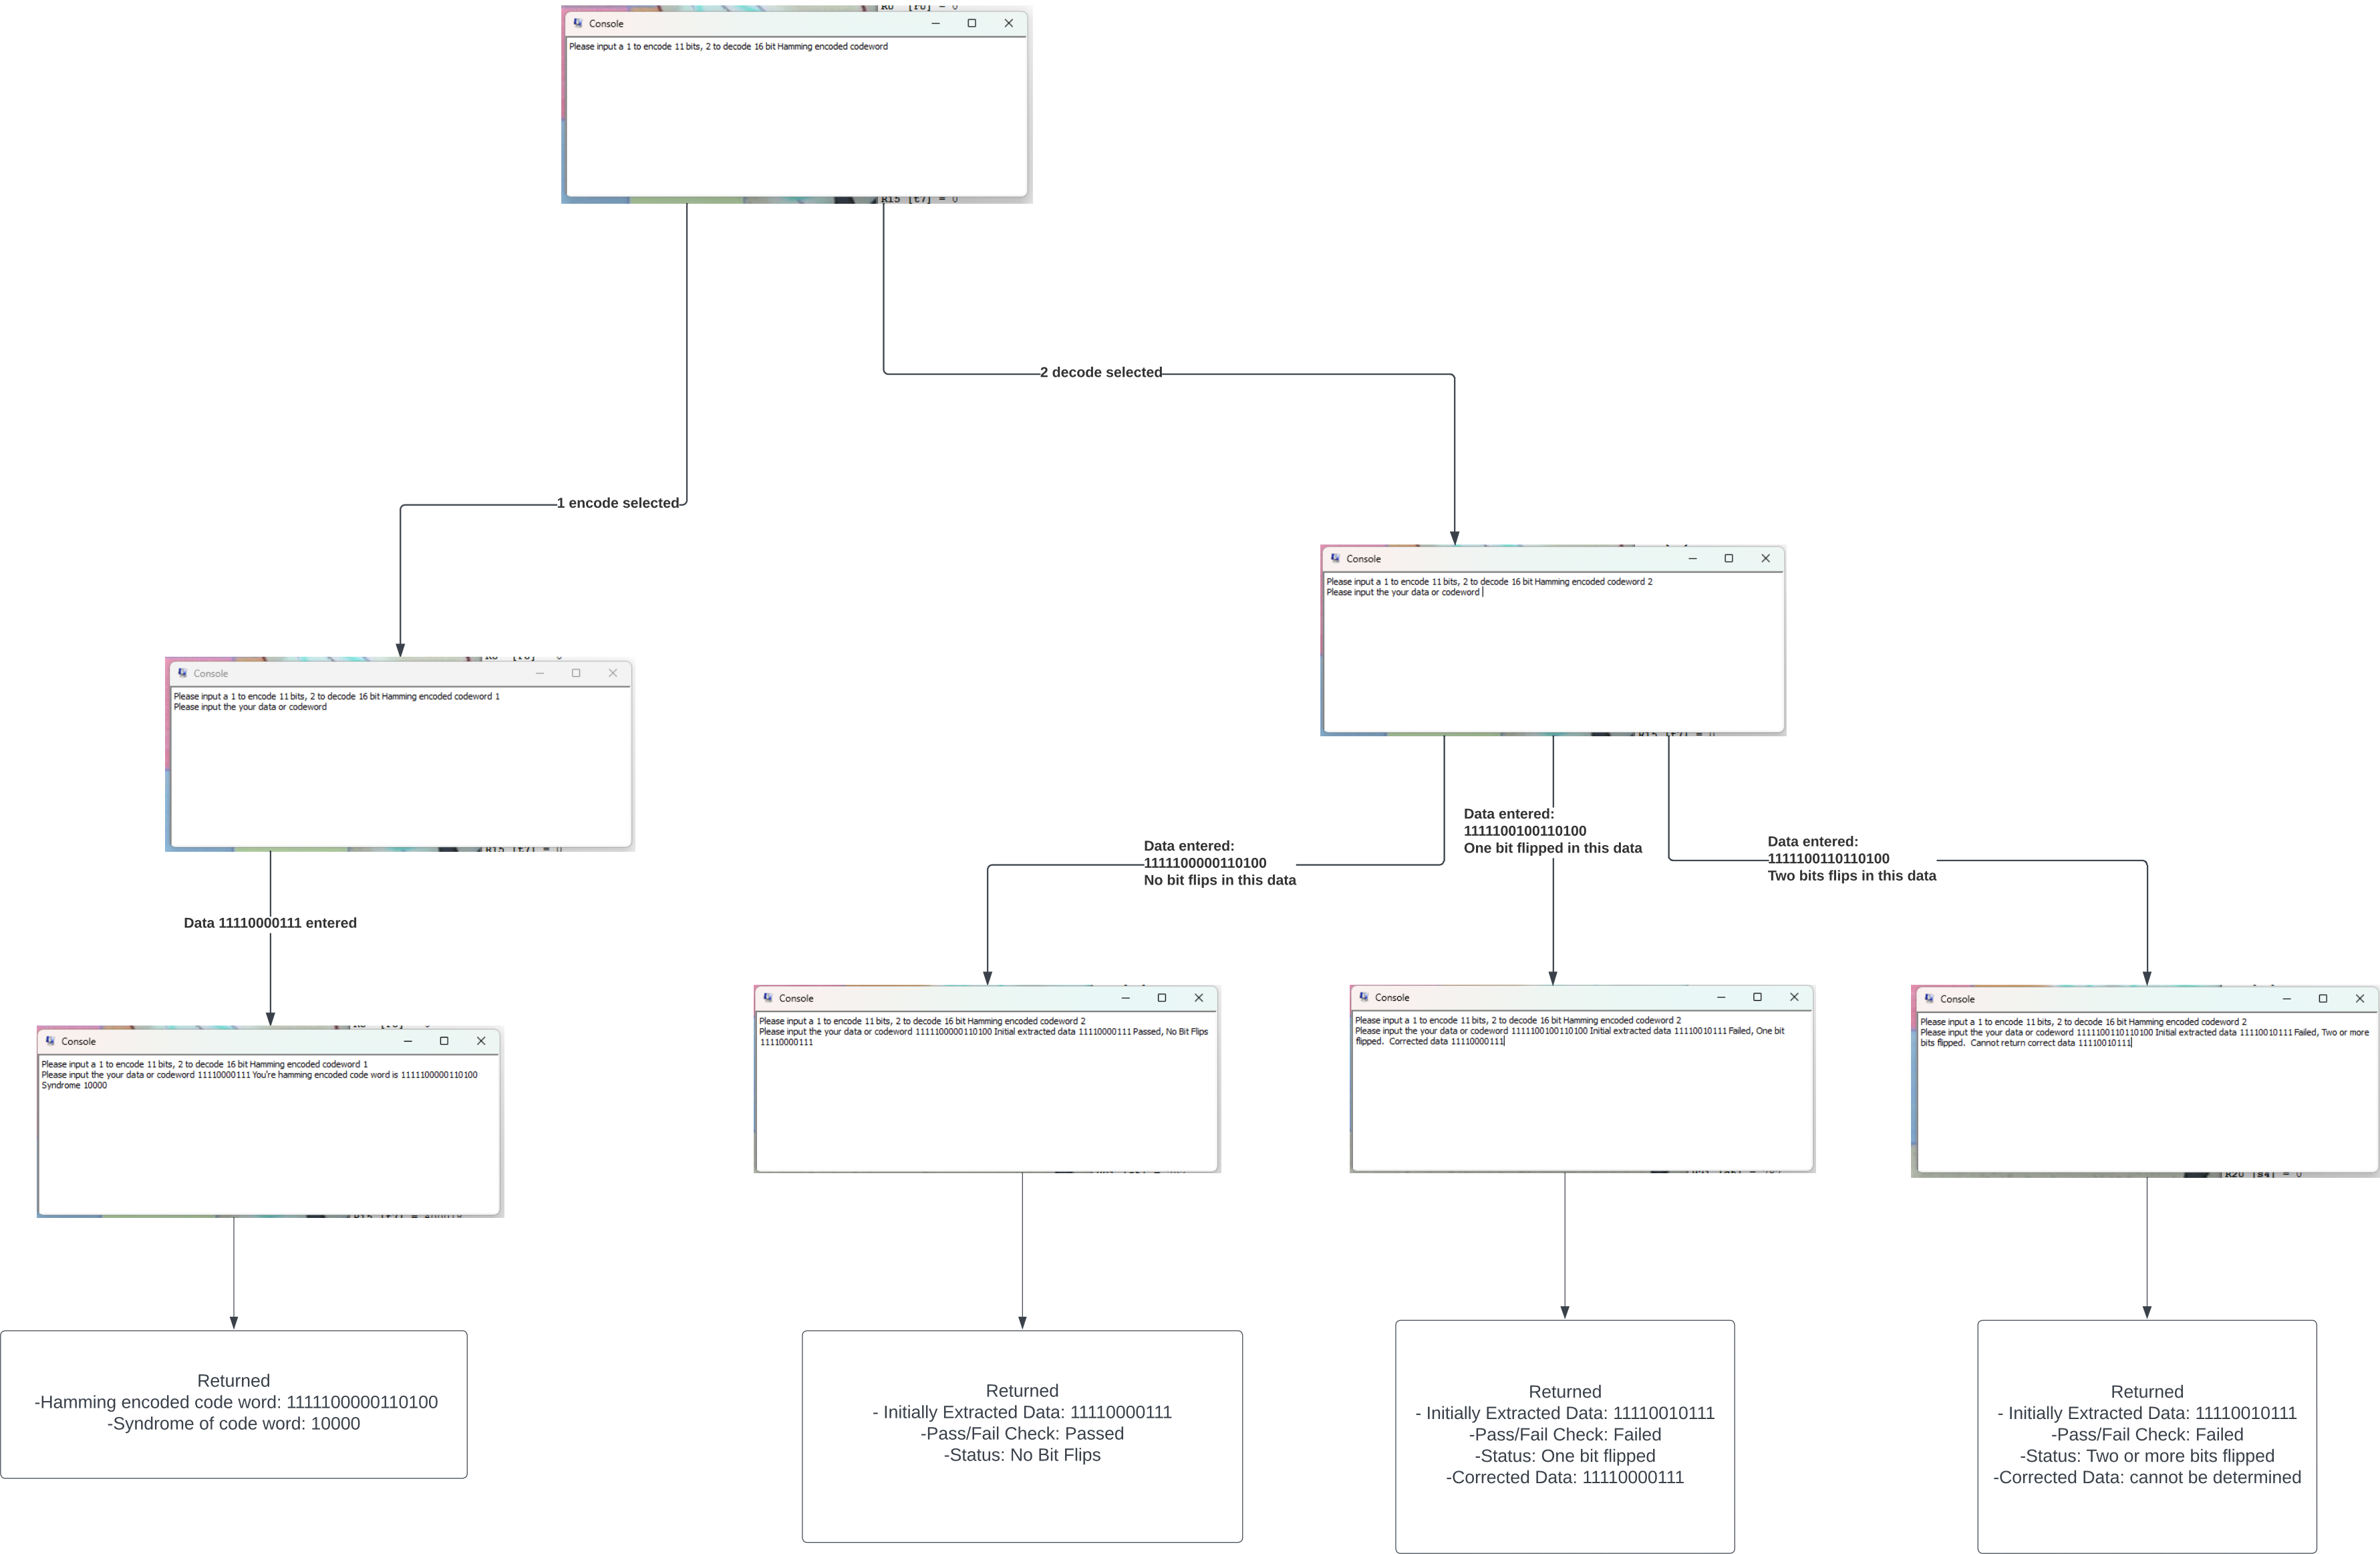 Console
Please input a 1 to encode 11 bits, 2 to decode 16 bit Hamming encoded codeword
R15 [t7] = 0
2 decode selected
1 encode selected
Console
Please input a 1 to encode 11 bits, 2 to decode 16 bit Hamming encoded codeword 2
Please input the your data or codeword
Console
Please input a 1 to encode 11 bits, 2 to decode 16 bit Hamming encoded codeword 1
Please input the your data or codeword
Data entered:
1111100000110100
No bit flips in this data
Data entered:
1111100100110100
One bit flipped in this data
Data entered:
1111100110110100
Two bits flips in this data
Data 11110000111 entered
Console
Please input a 1 to encode 11 bits, 2 to decode 16 bit Hamming encoded codeword 1
Please input the your data or codeword 11110000111 You're hamming encoded code word is 1111100000110100
Syndrome 10000
Console
Please input a 1 to encode 11 bits, 2 to decode 16 bit Hamming encoded codeword 2
Please input the your data or codeword 1111100000110100 Initial extracted data 11110000111 Passed, No Bit Flips
11110000111
Console
Please input a 1 to encode 11 bits, 2 to decode 16 bit Hamming encoded codeword 2
Please input the your data or codeword 1111100100110100 Initial extracted data 11110010111 Failed, One bit
flipped.  Corrected data 11110000111
Console
Please input a 1 to encode 11 bits, 2 to decode 16 bit Hamming encoded codeword 2
Please input the your data or codeword 1111100110110100 Initial extracted data 11110010111 Failed, Two or more
bits flipped.  Cannot return correct data 11110010111
R20 [s4] = 0
Returned
-Hamming encoded code word: 1111100000110100
-Syndrome of code word: 10000
Returned
- Initially Extracted Data: 11110000111
-Pass/Fail Check: Passed
-Status: No Bit Flips
Returned
- Initially Extracted Data: 11110010111
-Pass/Fail Check: Failed
-Status: One bit flipped
-Corrected Data: 11110000111
Returned
- Initially Extracted Data: 11110010111
-Pass/Fail Check: Failed
-Status: Two or more bits flipped
-Corrected Data: cannot be determined